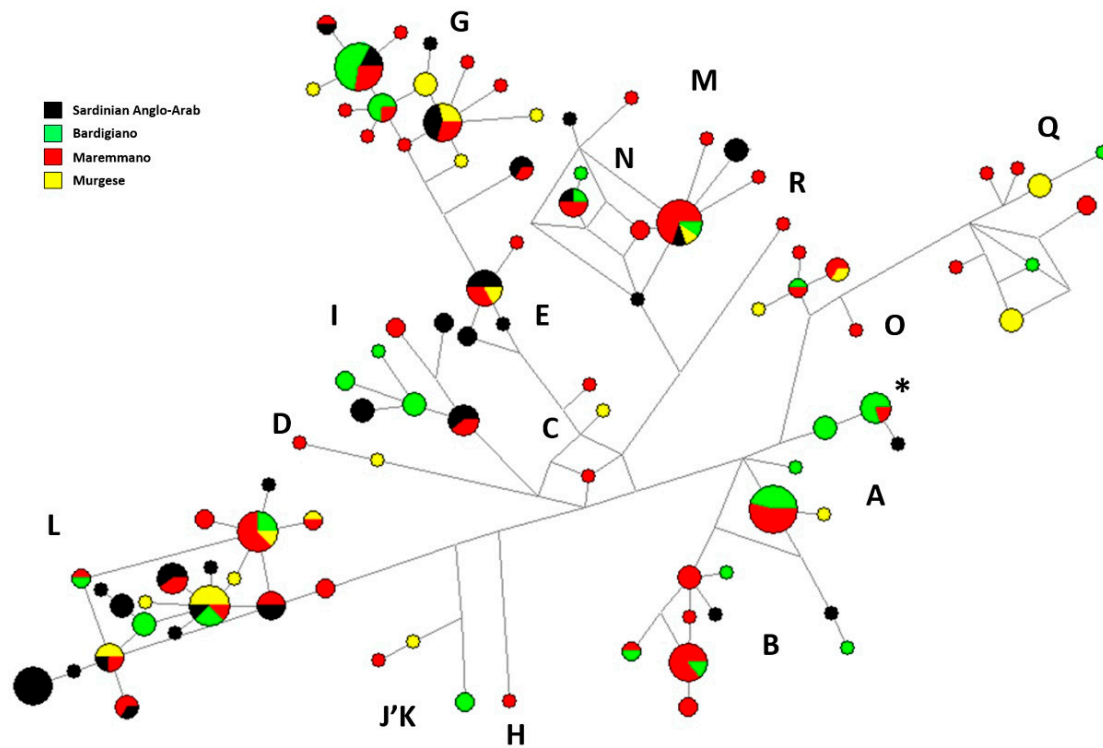 G
M
Sardinian Anglo-Arab
Bardigiano
Maremmano
Murgese
Q
N
R
I
E
O
*
D
C
A
L
B
J'K
H